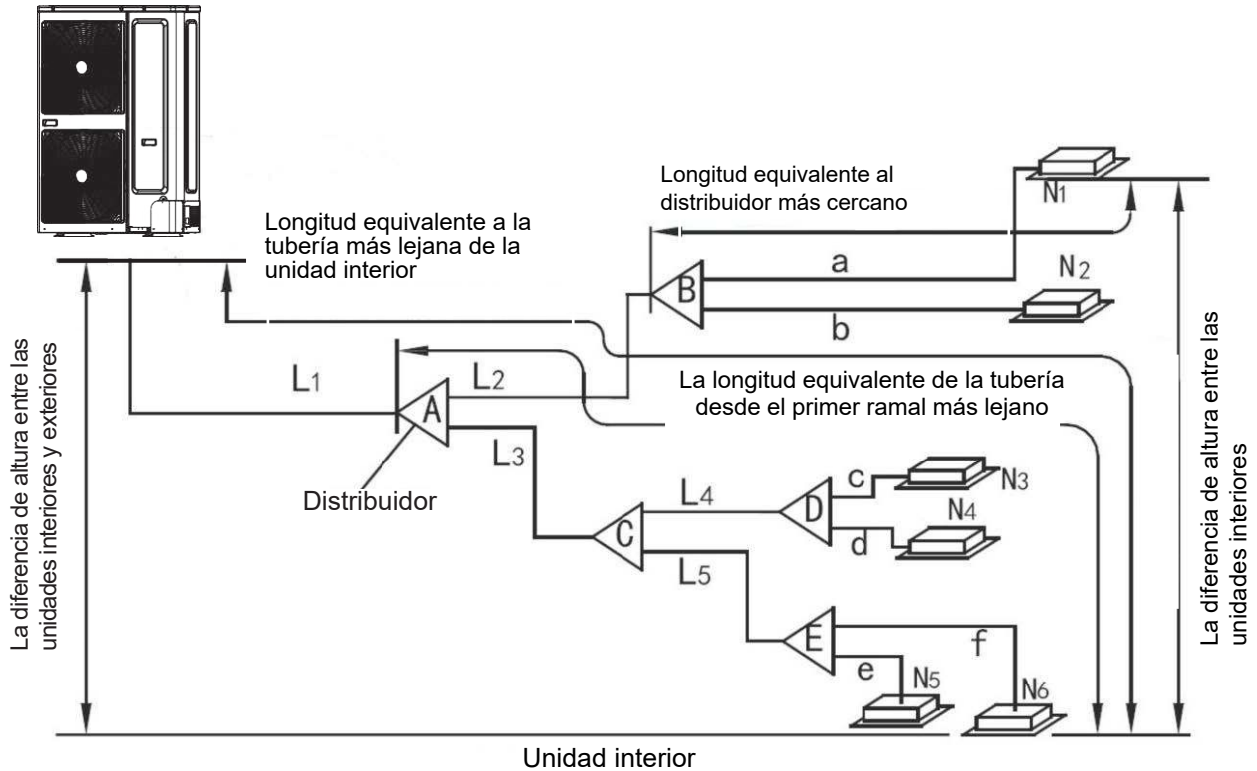 Longitud equivalente a la
tubería más lejana de la
unidad interior
Longitud equivalente al
distribuidor más cercano
N1
a
B
N2
b
L1
L2
A
La longitud equivalente de la tubería
desde el primer ramal más lejano
L3
Distribuidor
L4
C
L5
c
D
d
N3
N4
E
f
e
N5
N6
La diferencia de altura entre las
unidades interiores y exteriores
La diferencia de altura entre las
unidades interiores
Unidad interior